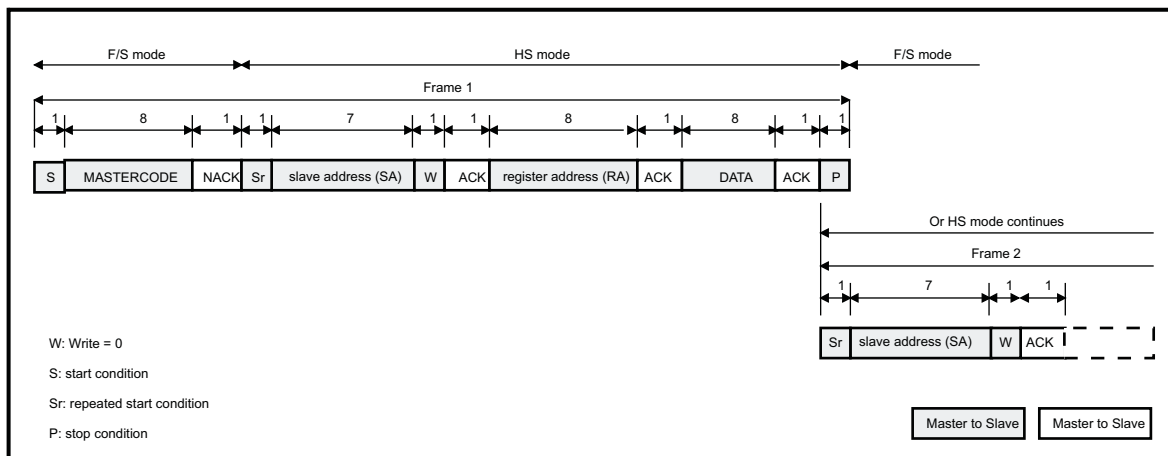 F/S mode HS mode F/S mode
Frame 1
1 8 1 1 7 1 1 8 1 8 1 1
S MASTERCODE NACK Sr slave address (SA) W ACK register address (RA) ACK DATA ACK P
Or HS mode continues
Frame 2
1 7 1 1
Sr slave address (SA) W ACK
W: Write = 0
S: start condition
Sr: repeated start condition
P: stop condition
Master to Slave Master to Slave